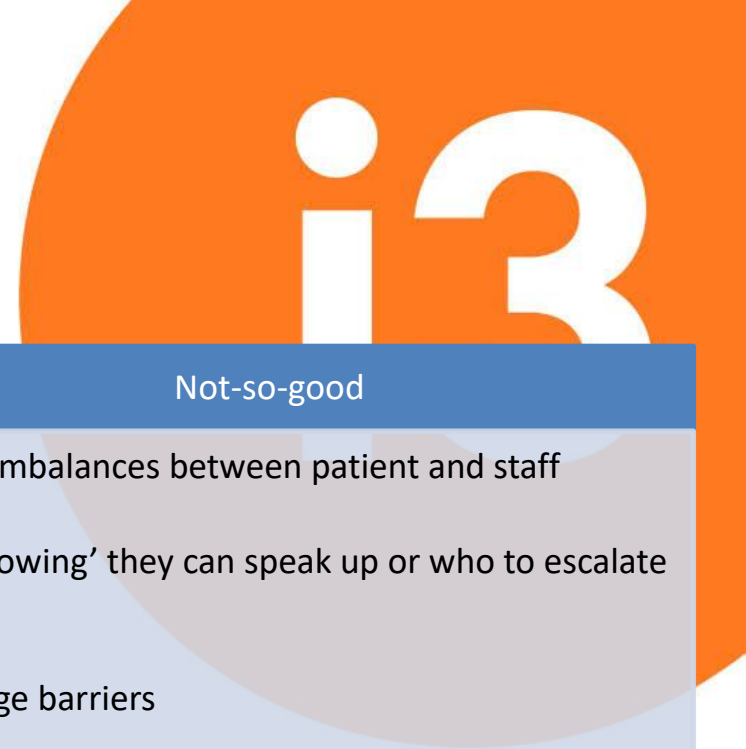 i3
Not-so-good
mbalances between patient and staff
owing’ they can speak up or who to escalate
ge barriers